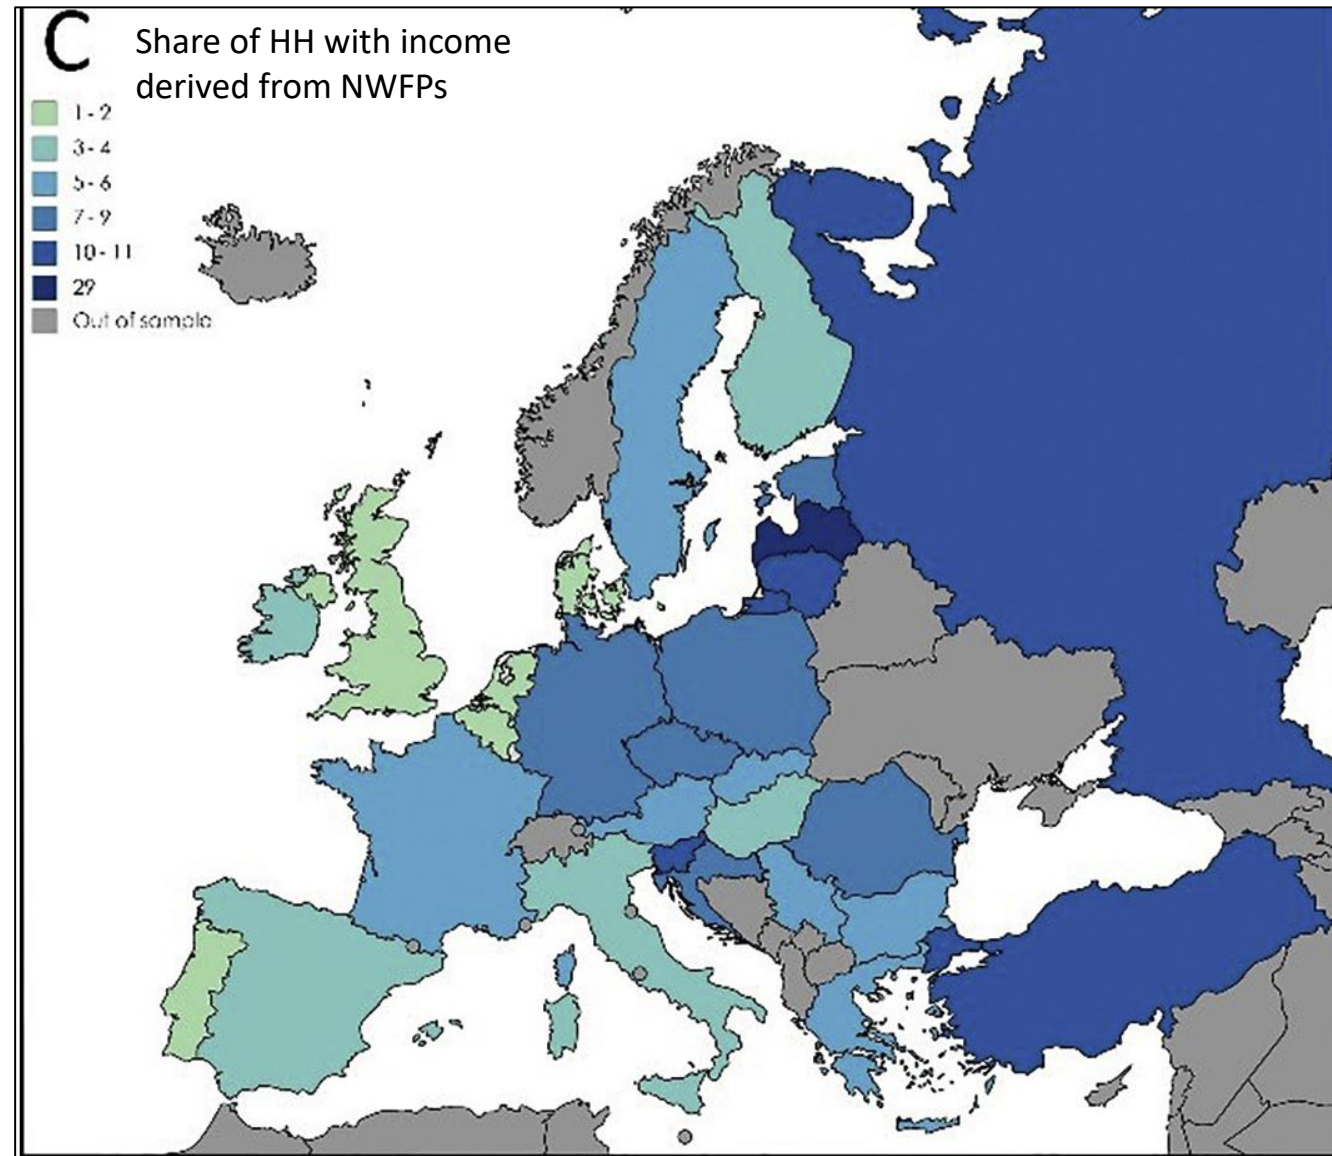 C
Share of HH with income
derived from NWFPs
1 - 2
3 - 4
5 - 6
7 - 9
10 - 11
29
Out of sample